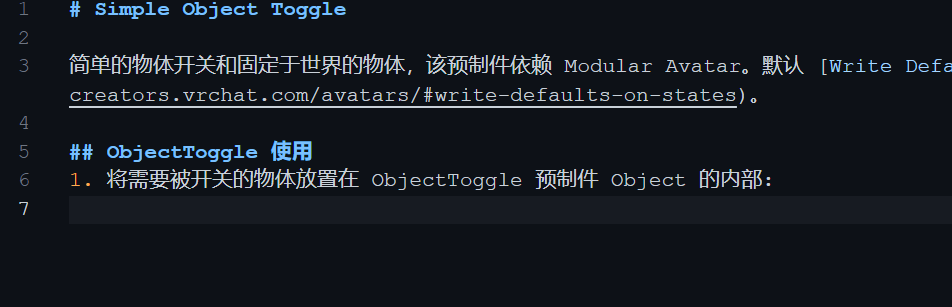 1 # Simple Object Toggle
2
3 简单的物体开关和固定于世界的物体，该预制件依赖 Modular Avatar。默认 [Write Defa
creators.vrchat.com/avatars/#write-defaults-on-states)。
4
5 ## ObjectToggle 使用
6 1. 将需要被开关的物体放置在 ObjectToggle 预制件 Object 的内部：
7